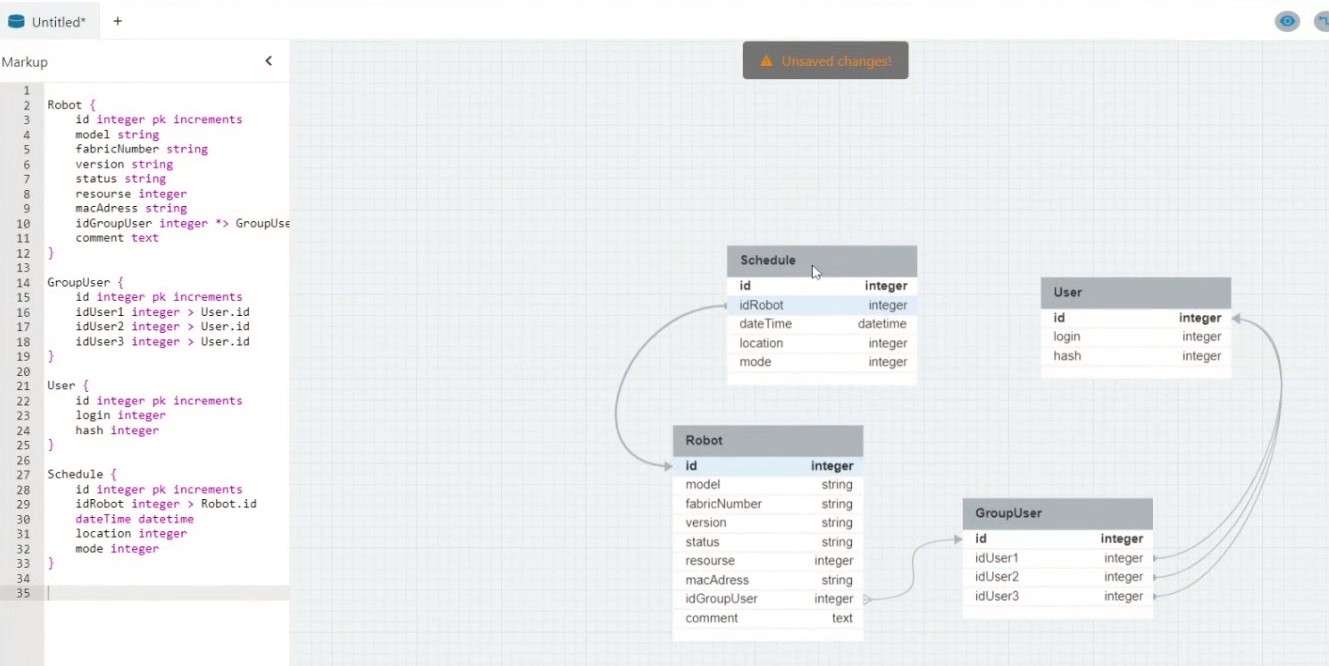 Untitled* +
Markup
Unsaved changes!
1
2 Robot {
3 id integer pk increments
4 model string
5 fabricNumber string
6 version string
7 status string
8 resourse integer
9 macAdress string
10 idGroupUser integer *> GroupUse
11 comment text
12 }
13
14 GroupUser {
15 id integer pk increments
16 idUser1 integer > User.id
17 idUser2 integer > User.id
18 idUser3 integer > User.id
19 }
20
21 User {
22 id integer pk increments
23 login integer
24 hash integer
25 }
26
27 Schedule {
28 id integer pk increments
29 idRobot integer > Robot.id
30 dateTime datetime
31 location integer
32 mode integer
33 }
34
35
Schedule
id integer
idRobot integer
dateTime datetime
location integer
mode integer
User
id integer
login integer
hash integer
Robot
id integer
model string
fabricNumber string
version string
status string
resourse integer
macAdress string
idGroupUser integer
comment text
GroupUser
id integer
idUser1 integer
idUser2 integer
idUser3 integer